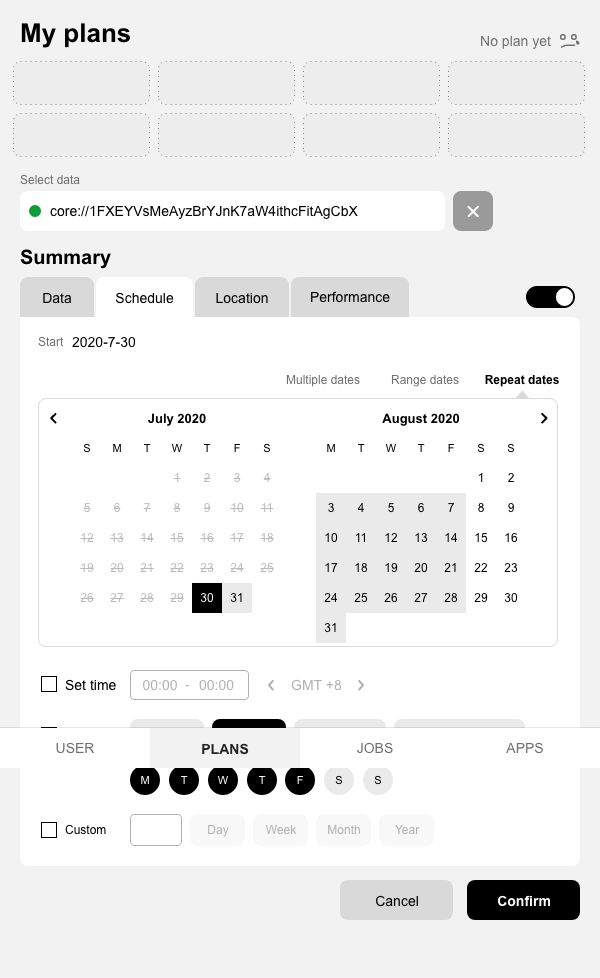 My plans
No plan yet
Select data
core://1FXEYVsMeAyzBrYJnK7aW4ithcFitAgCbX
Summary
Data Schedule Location Performance
Start 2020-7-30
Multiple dates Range dates Repeat dates
July 2020 August 2020
S M T W T F S M T W T F S S
1 2 3 4 1 2
5 6 7 8 9 10 11 3 4 5 6 7 8 9
12 13 14 15 16 17 18 10 11 12 13 14 15 16
19 20 21 22 23 24 25 17 18 19 20 21 22 23
26 27 28 29 30 31 24 25 26 27 28 29 30
31
Set time 00:00 - 00:00 GMT +8
USER PLANS JOBS APPS
M T W T F S S
Custom Day Week Month Year
Cancel Confirm